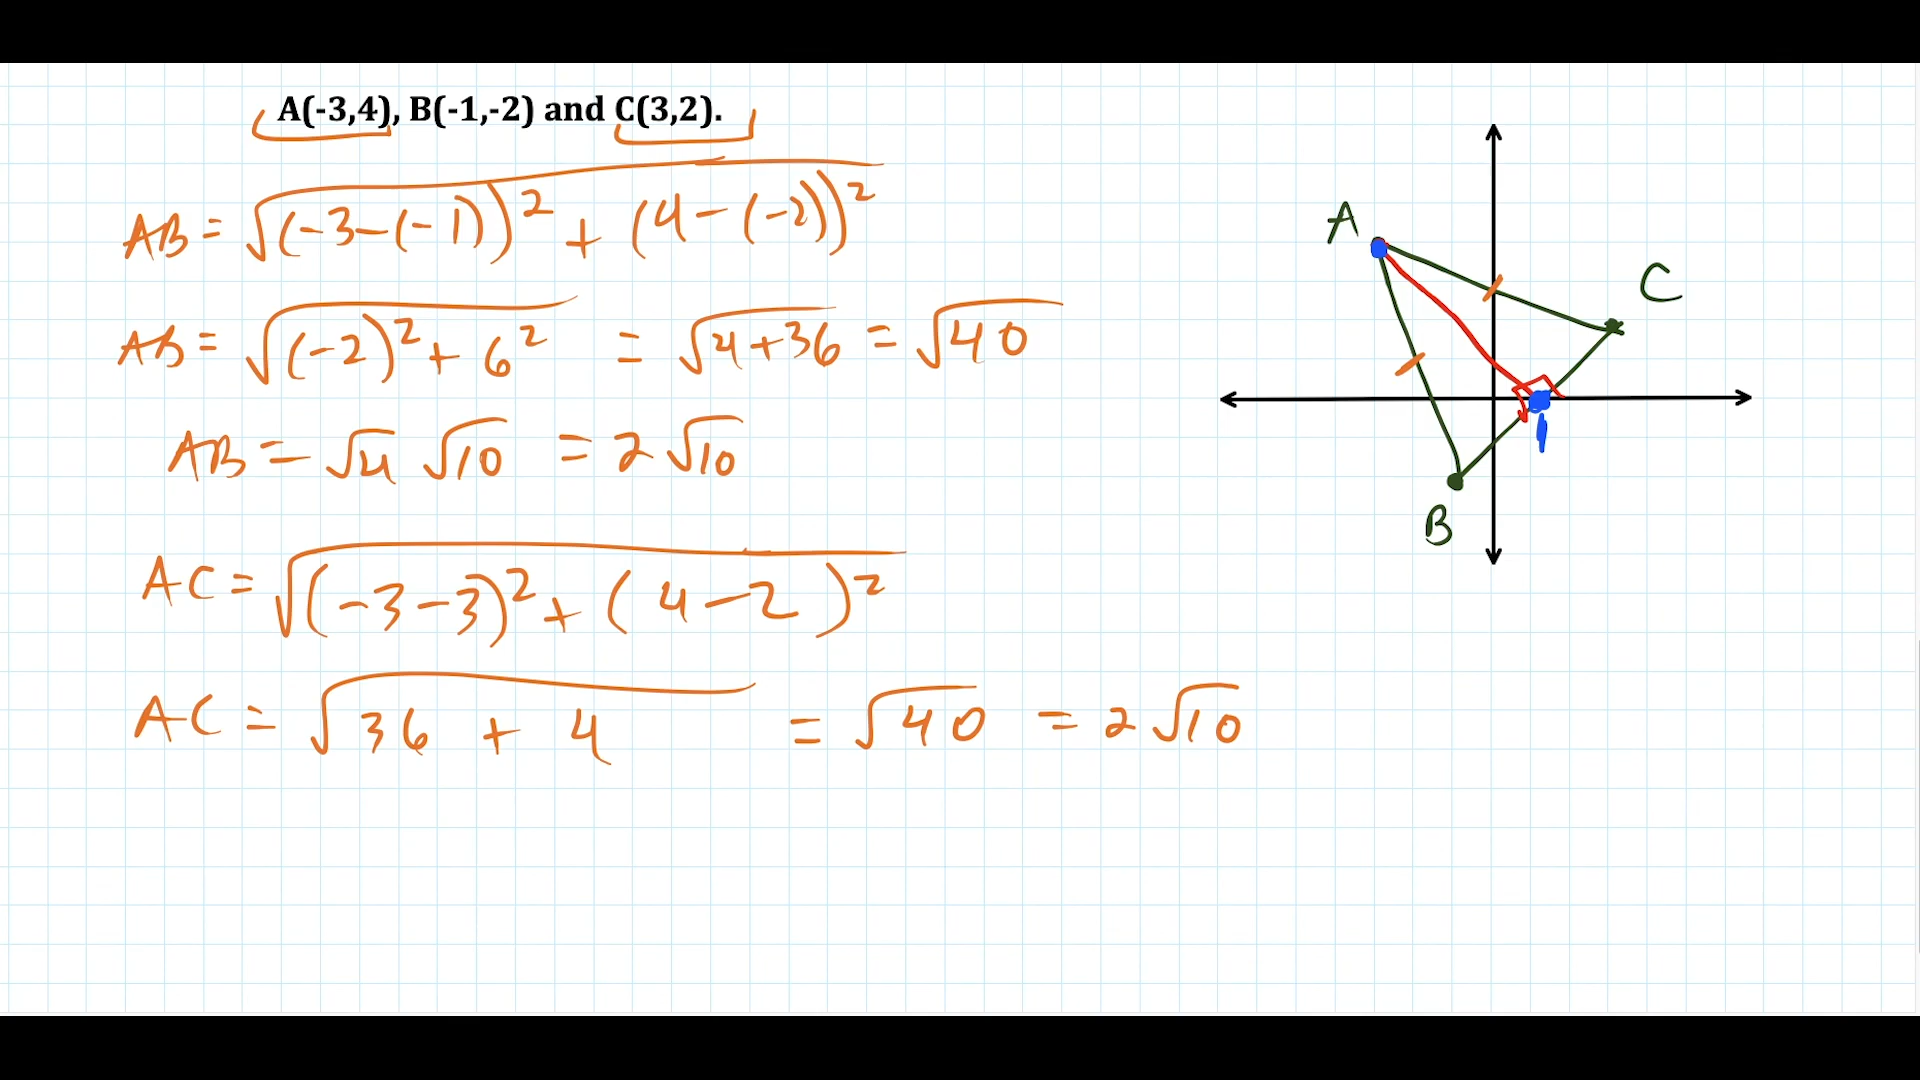 A(-3,4), B(-1,-2) and C(3,2).
AB = √((-3-(-1))² + (4-(-2))²
AB = √((-2)² + 6²) = √(4+36) = √40
AB = √4 √10 = 2√10
AC = √((-3-3)² + (4-2)²)
AC = √(36 + 4) = √40 = 2√10
A
C
1
B